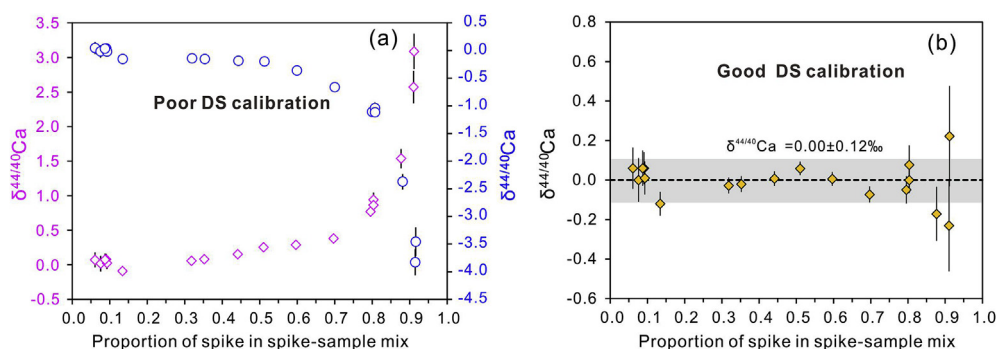 (a)
Poor DS calibration
δ44/40Ca
3.5
3.0
2.5
2.0
1.5
1.0
0.5
0.0
-0.5
0.5
0.0
-0.5
-1.0
-1.5
-2.0
-2.5
-3.0
-3.5
-4.0
-4.5
δ44/40Ca
0.0 0.1 0.2 0.3 0.4 0.5 0.6 0.7 0.8 0.9 1.0
Proportion of spike in spike-sample mix
(b)
Good DS calibration
δ44/40Ca =0.00±0.12‰
δ44/40Ca
0.8
0.6
0.4
0.2
0.0
-0.2
-0.4
-0.6
0.0 0.1 0.2 0.3 0.4 0.5 0.6 0.7 0.8 0.9 1.0
Proportion of spike in spike-sample mix